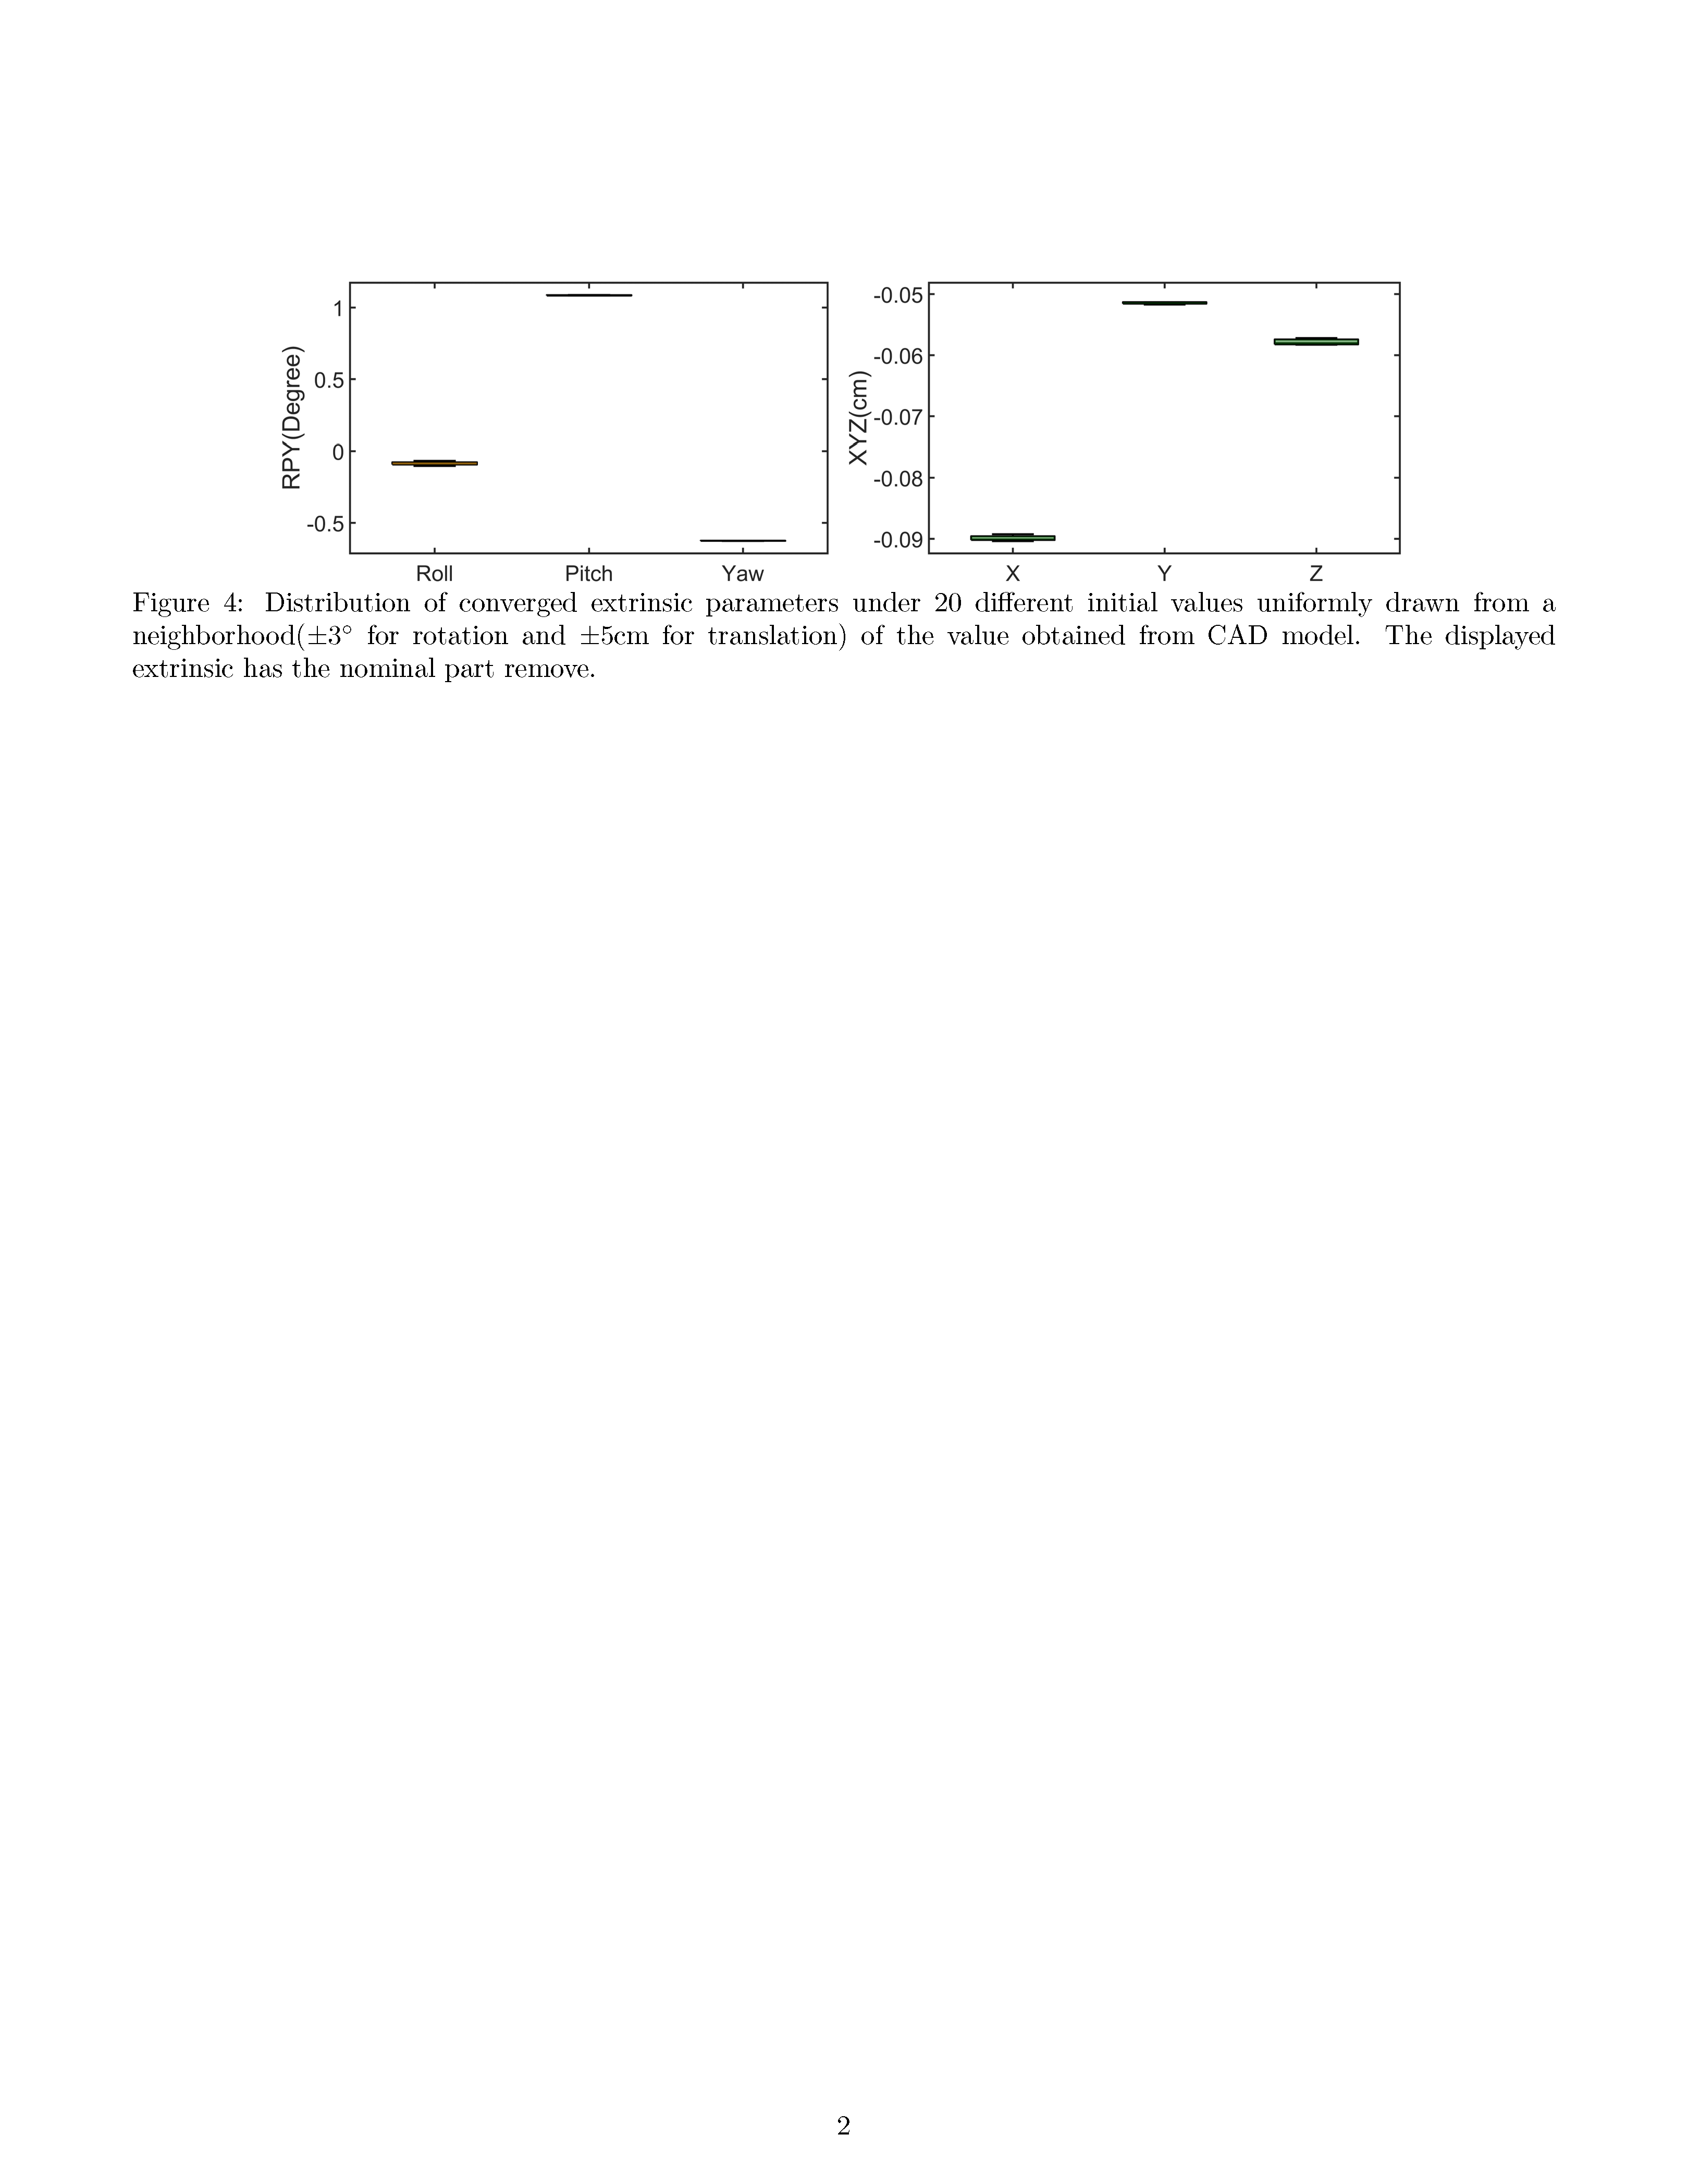 1
0.5
0
-0.5
RPY(Degree)
Roll Pitch Yaw
-0.05
-0.06
-0.07
-0.08
-0.09
XYZ(cm)
X Y Z
Figure 4: Distribution of converged extrinsic parameters under 20 different initial values uniformly drawn from a
neighborhood(±3° for rotation and ±5cm for translation) of the value obtained from CAD model. The displayed
extrinsic has the nominal part remove.
2